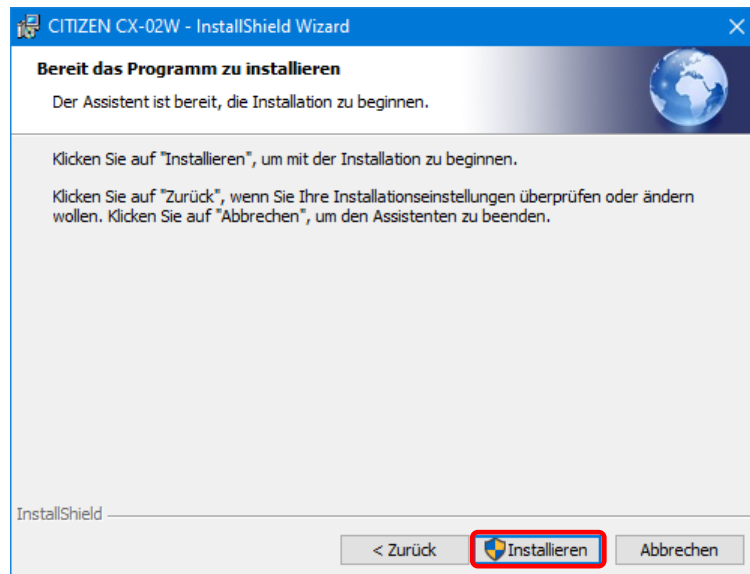 CITIZEN CX-02W - InstallShield Wizard
Bereit das Programm zu installieren
Der Assistent ist bereit, die Installation zu beginnen.
Klicken Sie auf "Installieren", um mit der Installation zu beginnen.
Klicken Sie auf "Zurück", wenn Sie Ihre Installationseinstellungen überprüfen oder ändern
wollen. Klicken Sie auf "Abbrechen", um den Assistenten zu beenden.
InstallShield
< Zurück Installieren Abbrechen